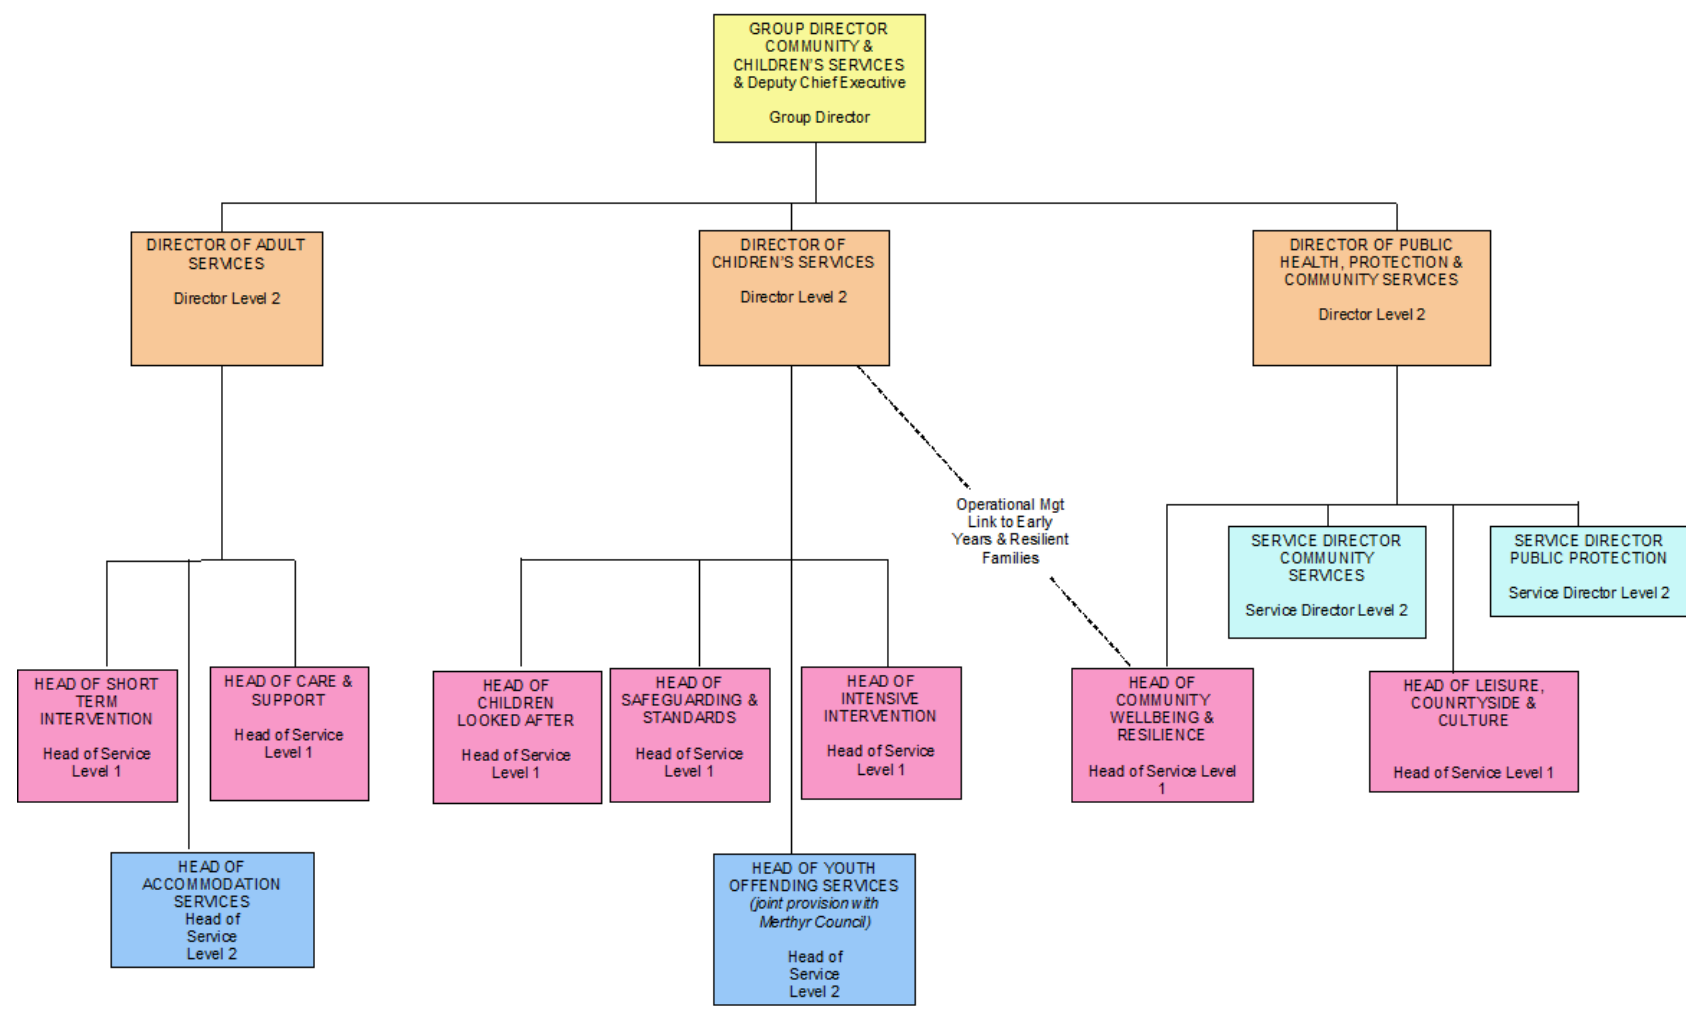 GROUP DIRECTOR
COMMUNITY &
CHILDREN'S SERVICES
& Deputy Chief Executive
Group Director
DIRECTOR OF ADULT
SERVICES
Director Level 2
DIRECTOR OF
CHIDREN'S SERVICES
Director Level 2
DIRECTOR OF PUBLIC
HEALTH, PROTECTION &
COMMUNITY SERVICES
Director Level 2
Operational Mgt
Link to Early
Years & Resilient
Families
SERVICE DIRECTOR
COMMUNITY
SERVICES
Service Director Level 2
SERVICE DIRECTOR
PUBLIC PROTECTION
Service Director Level 2
HEAD OF SHORT
TERM
INTERVENTION
Head of Service
Level 1
HEAD OF CARE &
SUPPORT
Head of Service
Level 1
HEAD OF
CHILDREN
LOOKED AFTER
Head of Service
Level 1
HEAD OF
SAFEGUARDING &
STANDARDS
Head of Service
Level 1
HEAD OF
INTENSIVE
INTERVENTION
Head of Service
Level 1
HEAD OF
COMMUNITY
WELLBEING &
RESILIENCE
Head of Service Level
1
HEAD OF LEISURE,
COUNRTYSIDE &
CULTURE
Head of Service Level 1
HEAD OF
ACCOMMODATION
SERVICES
Head of
Service
Level 2
HEAD OF YOUTH
OFFENDING SERVICES
(joint provision with
Merthyr Council)
Head of
Service
Level 2